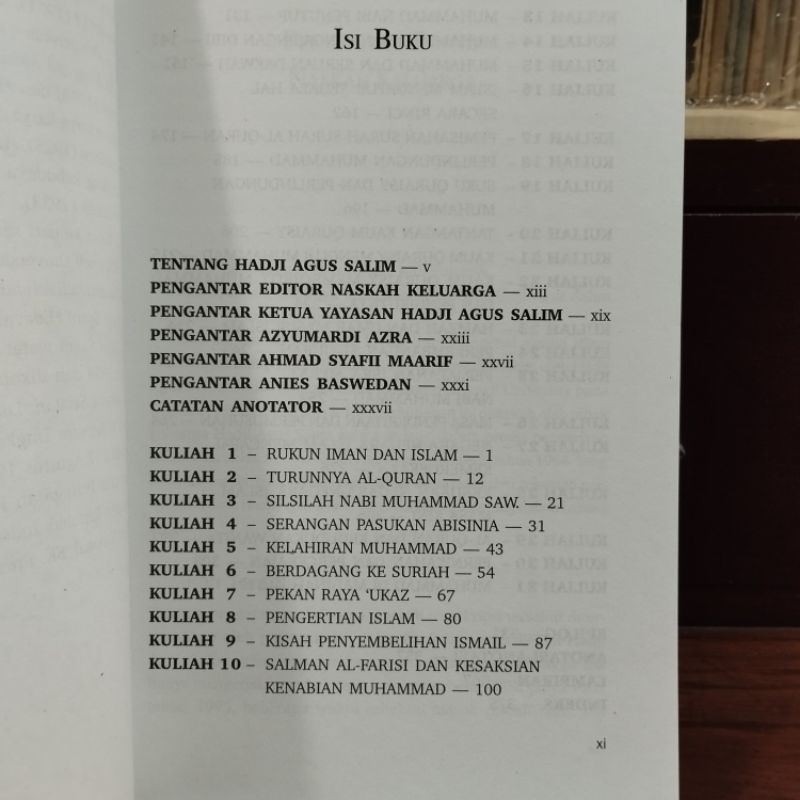 ISI BUKU
TENTANG HADJI AGUS SALIM — v
PENGANTAR EDITOR NASKAH KELUARGA — xiii
PENGANTAR KETUA YAYASAN HADJI AGUS SALIM — xix
PENGANTAR AZYUMARDI AZRA — xxiii
PENGANTAR AHMAD SYAFII MAARIF — xxvii
PENGANTAR ANIES BASWEDAN — xxxi
CATATAN ANOTATOR — xxxvii
KULIAH 1 – RUKUN IMAN DAN ISLAM — 1
KULIAH 2 – TURUNNYA AL-QURAN — 12
KULIAH 3 – SILSILAH NABI MUHAMMAD SAW. — 21
KULIAH 4 – SERANGAN PASUKAN ABISINIA — 31
KULIAH 5 – KELAHIRAN MUHAMMAD — 43
KULIAH 6 – BERDAGANG KE SURIAH — 54
KULIAH 7 – PEKAN RAYA ‘UKAZ — 67
KULIAH 8 – PENGERTIAN ISLAM — 80
KULIAH 9 – KISAH PENYEMBELIHAN ISMAIL — 87
KULIAH 10 – SALMAN AL-FARISI DAN KESAKSIAN
KENABIAN MUHAMMAD — 100
xi